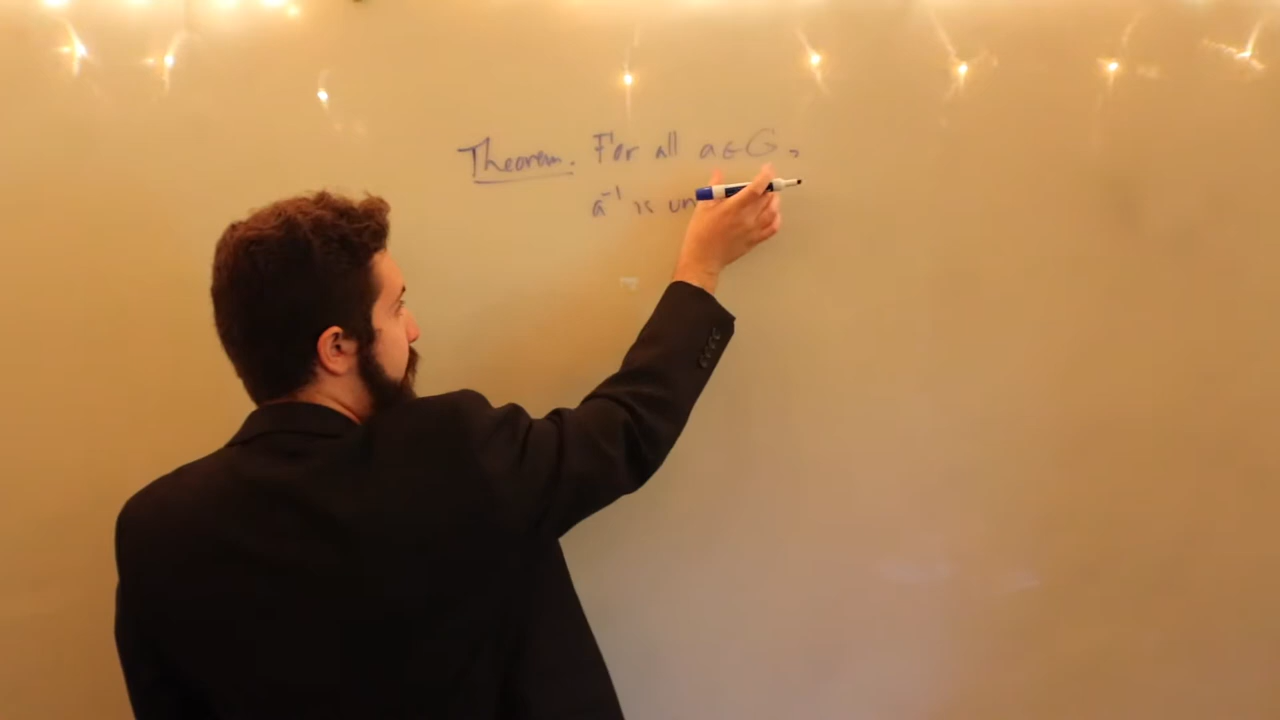 Theorem. For all a ∈ G,
a⁻¹ is un